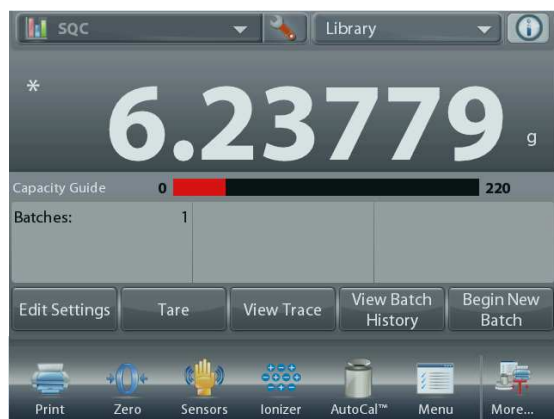 SQC Library
* 6.23779 g
Capacity Guide 0 220
Batches: 1
Edit Settings Tare View Trace View Batch History Begin New Batch
Print Zero Sensors Ionizer AutoCal™ Menu More...